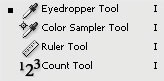 Eyedropper Tool I
Color Sampler Tool I
Ruler Tool I
123 Count Tool I